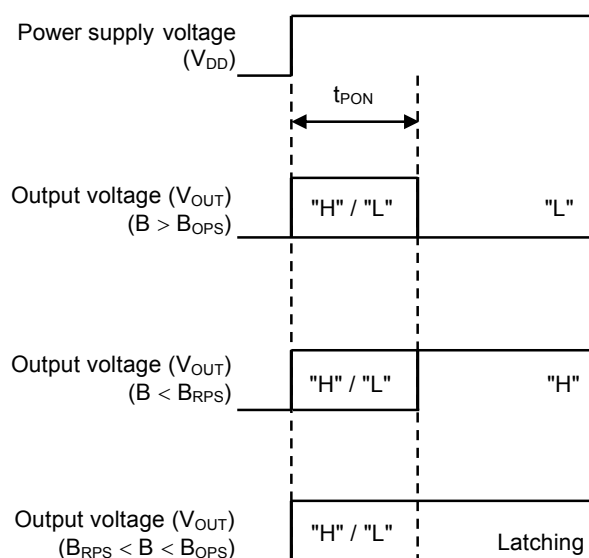 Power supply voltage
(VDD)
tPON
Output voltage (VOUT)
(B > BOPS)
"H" / "L"
"L"
Output voltage (VOUT)
(B < BRPS)
"H" / "L"
"H"
Output voltage (VOUT)
(BRPS < B < BOPS)
"H" / "L"
Latching